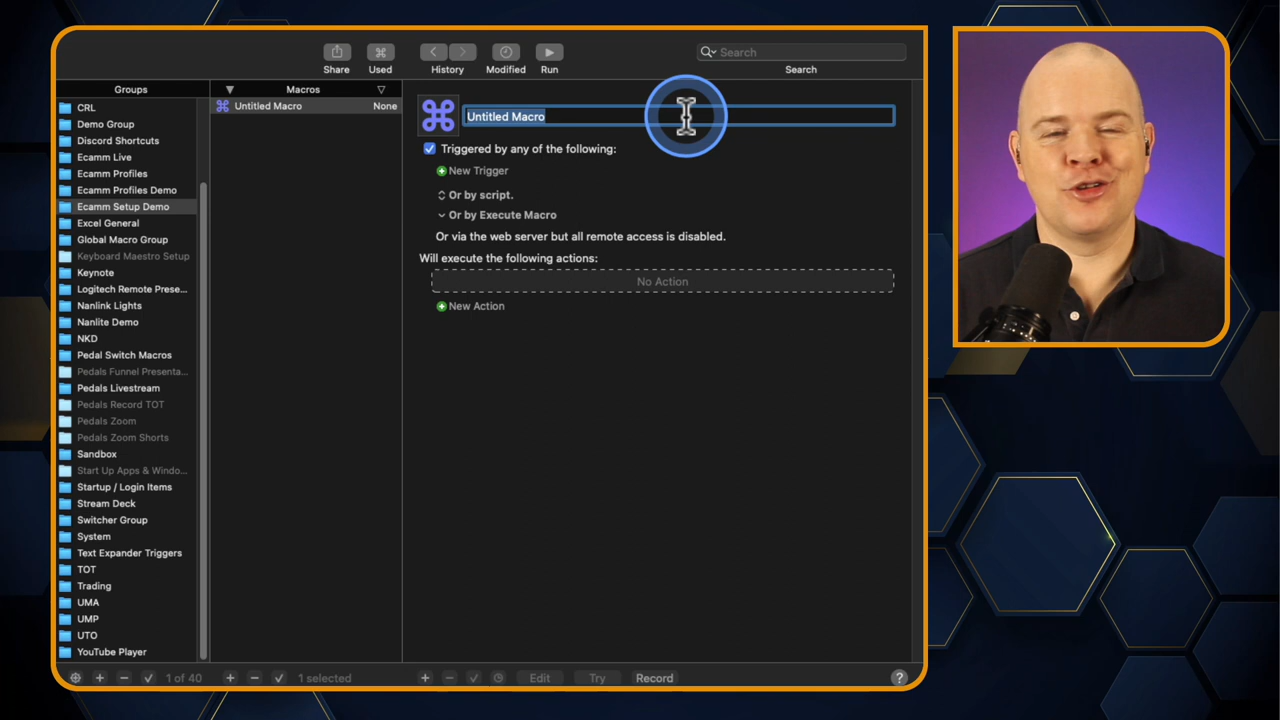 Share
Used
History
Modified
Run
Search
Search
Groups
Macros
CRL
Demo Group
Discord Shortcuts
Ecamm Live
Ecamm Profiles
Ecamm Profiles Demo
Ecamm Setup Demo
Excel General
Global Macro Group
Keyboard Maestro Setup
Keynote
Logitech Remote Prese...
Nanlink Lights
Nanlite Demo
NKD
Pedal Switch Macros
Pedals Funnel Presenta...
Pedals Livestream
Pedals Record TOT
Pedals Zoom
Pedals Zoom Shorts
Sandbox
Start Up Apps & Windo...
Startup / Login Items
Stream Deck
Switcher Group
System
Text Expander Triggers
TOT
Trading
UMA
UMP
UTO
YouTube Player
1 of 40
Untitled Macro None
1 selected
Untitled Macro
Triggered by any of the following:
New Trigger
Or by script.
Or by Execute Macro
Or via the web server but all remote access is disabled.
Will execute the following actions:
No Action
New Action
Edit
Try
Record
?